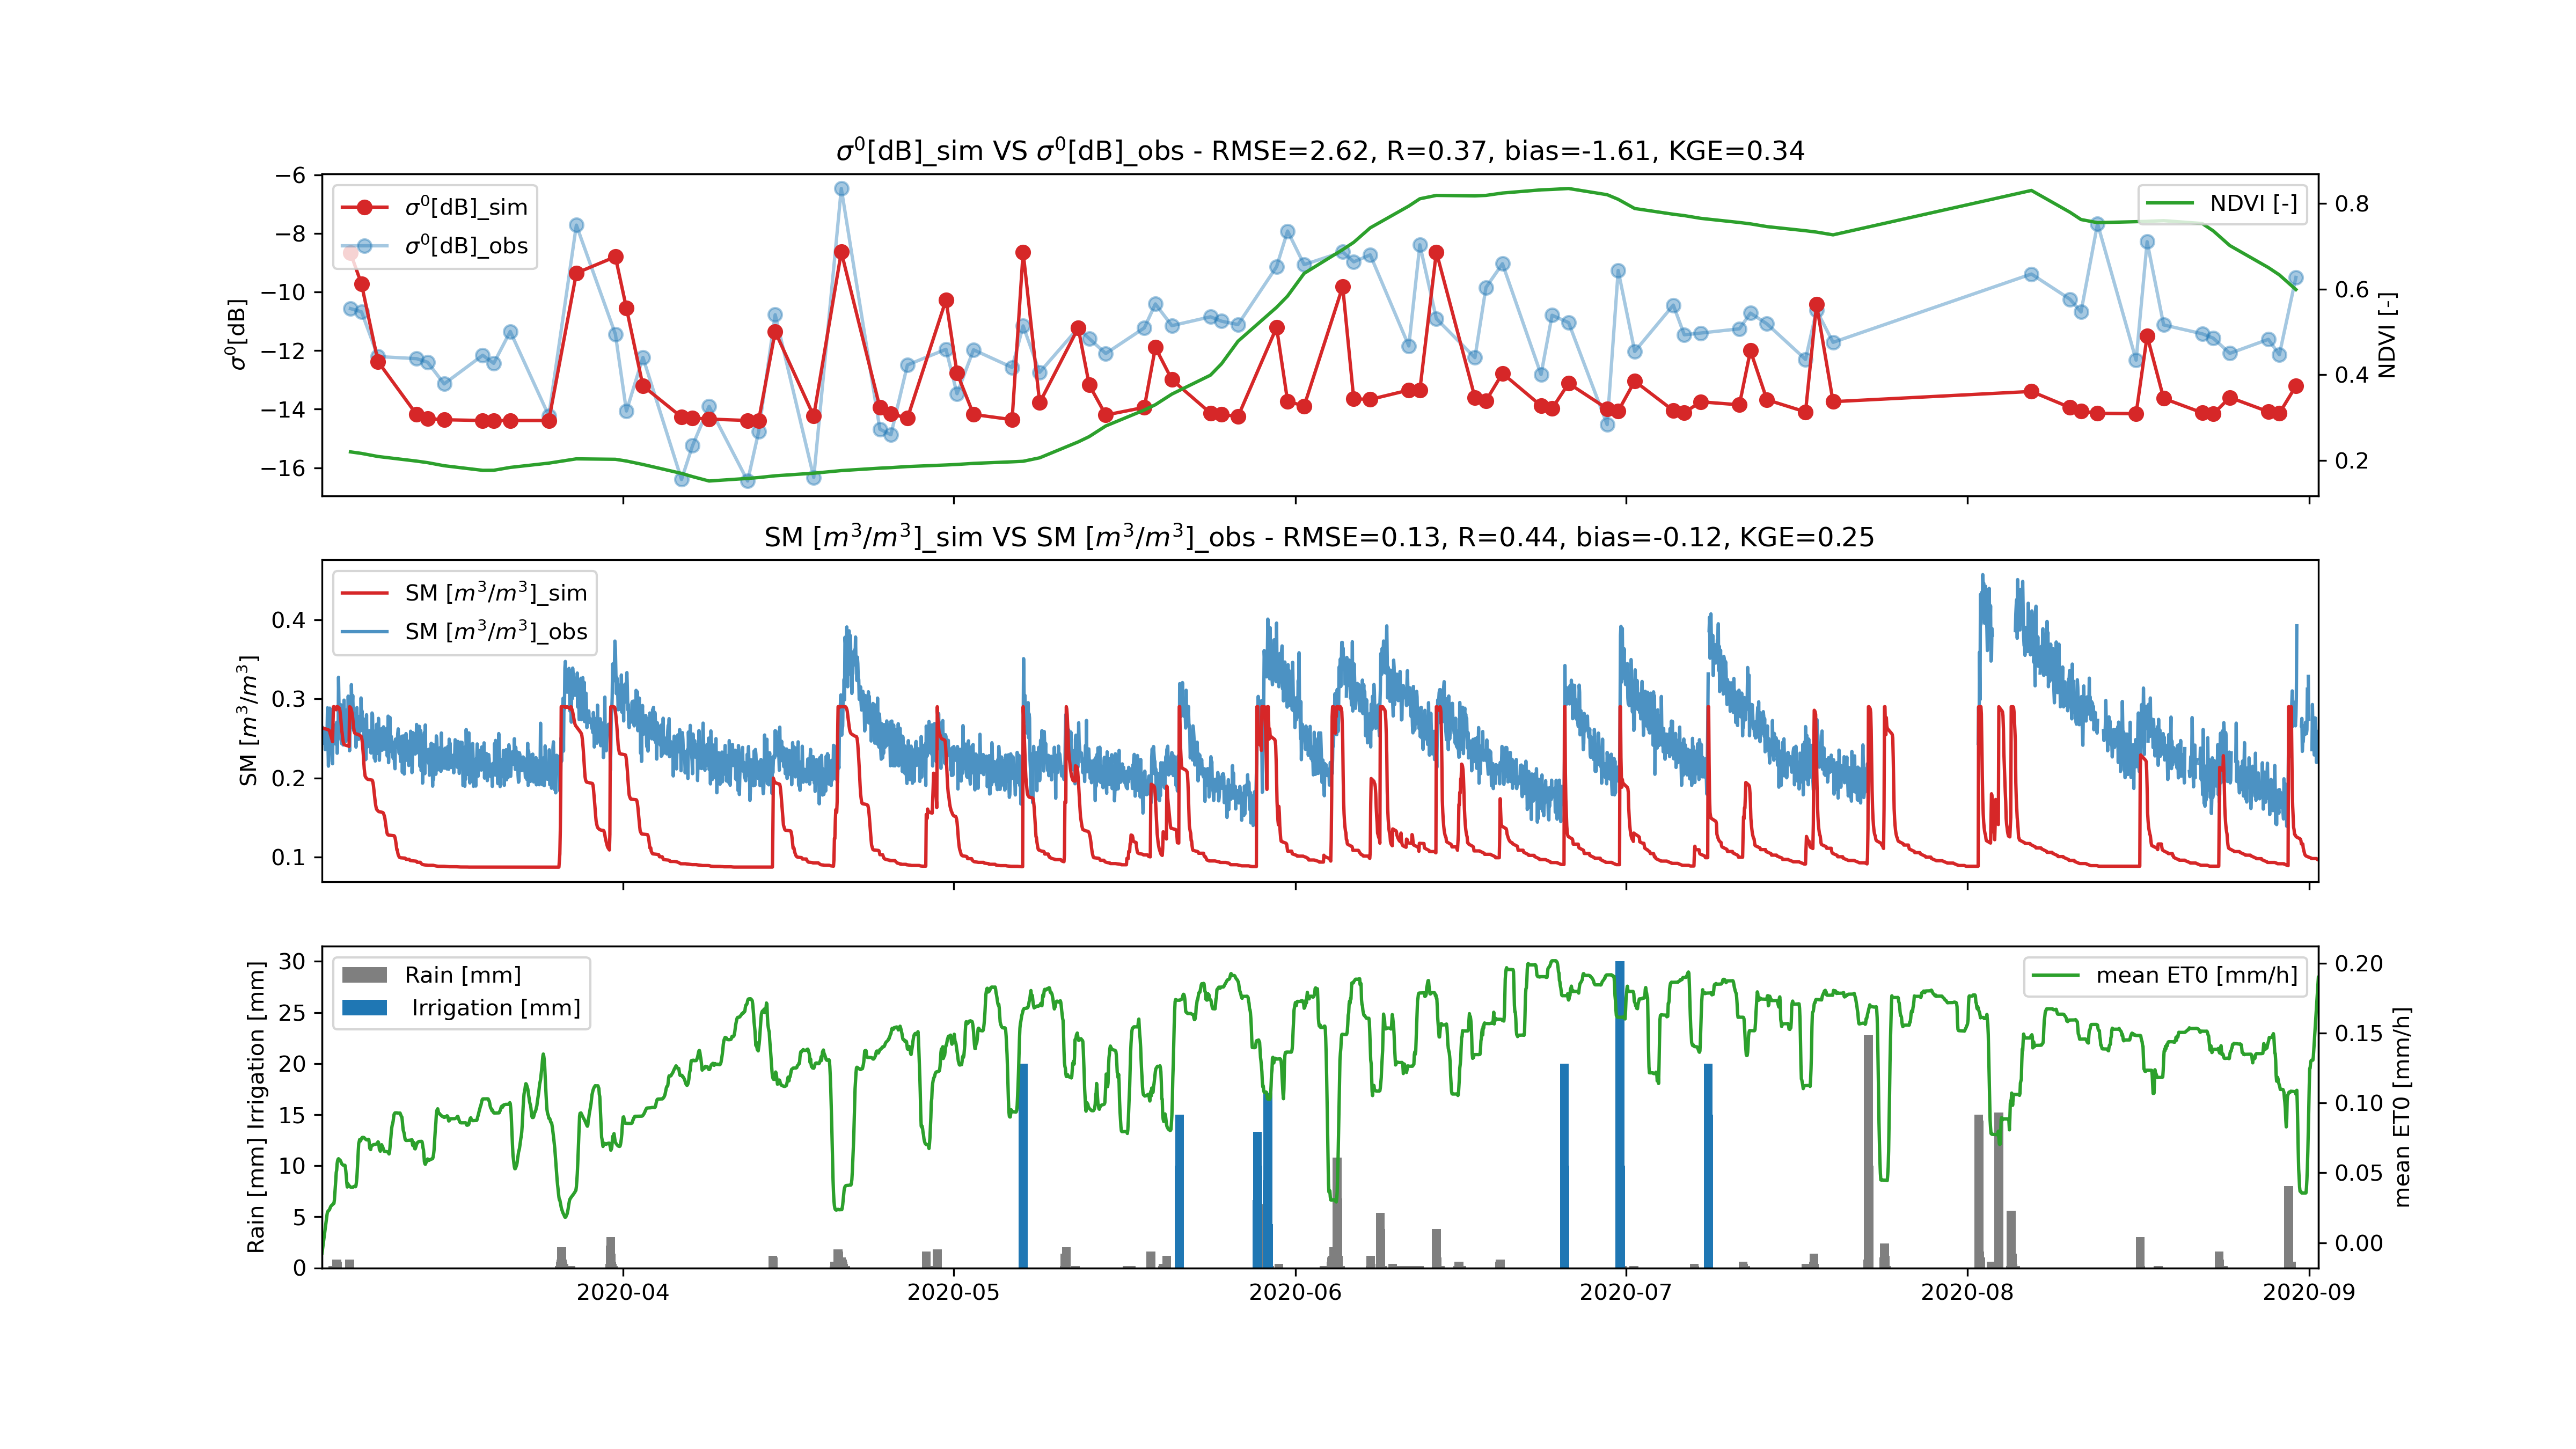 σ⁰[dB]_sim VS σ⁰[dB]_obs - RMSE=2.62, R=0.37, bias=-1.61, KGE=0.34
σ⁰[dB]
−6
−8
−10
−12
−14
−16
σ⁰[dB]_sim
σ⁰[dB]_obs
NDVI [-]
0.8
0.6
0.4
0.2
NDVI [-]
SM [m³/m³]_sim VS SM [m³/m³]_obs - RMSE=0.13, R=0.44, bias=-0.12, KGE=0.25
SM [m³/m³]
0.4
0.3
0.2
0.1
SM [m³/m³]_sim
SM [m³/m³]_obs
Rain [mm] Irrigation [mm]
30
25
20
15
10
5
0
Rain [mm]
Irrigation [mm]
mean ET0 [mm/h]
0.20
0.15
0.10
0.05
0.00
mean ET0 [mm/h]
2020-04 2020-05 2020-06 2020-07 2020-08 2020-09